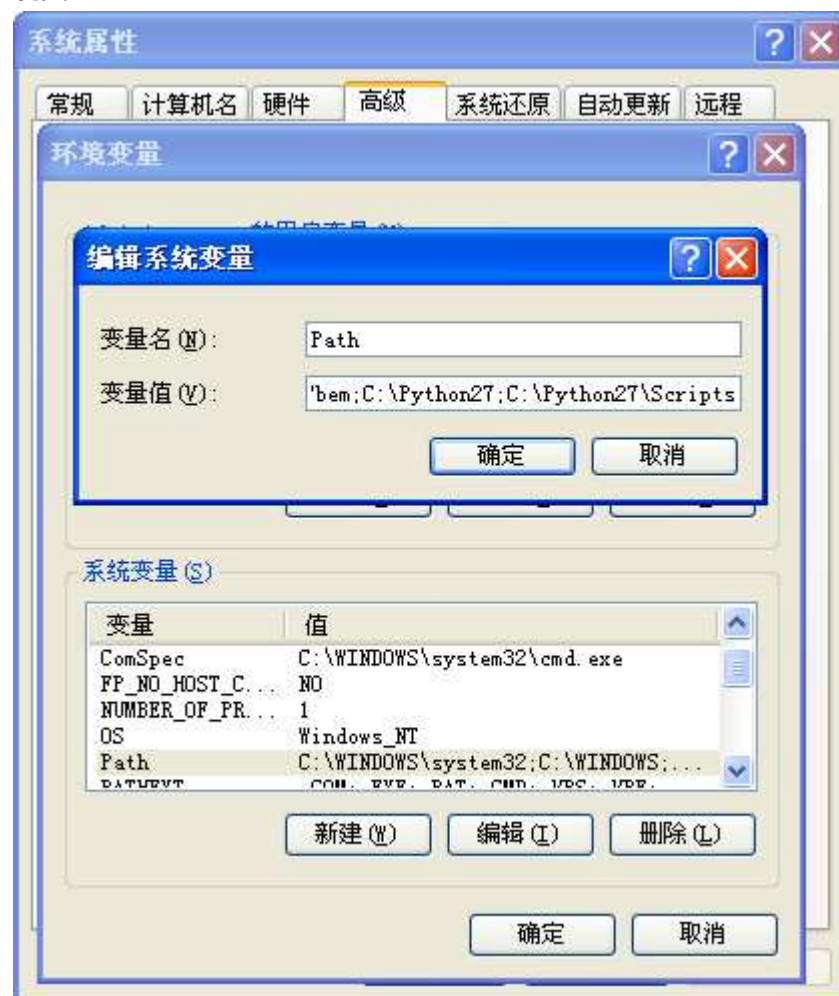 系统属性
常规 计算机名 硬件 高级 系统还原 自动更新 远程
环境变量
编辑系统变量
变量名(N): Path
变量值(V): 'bem;C:\Python27;C:\Python27\Scripts
确定 取消
系统变量(S)
变量 值
ComSpec C:\WINDOWS\system32\cmd.exe
FP_NO_HOST_C... NO
NUMBER_OF_PR... 1
OS Windows_NT
Path C:\WINDOWS\system32;C:\WINDOWS;...
新建(W) 编辑(I) 删除(L)
确定 取消